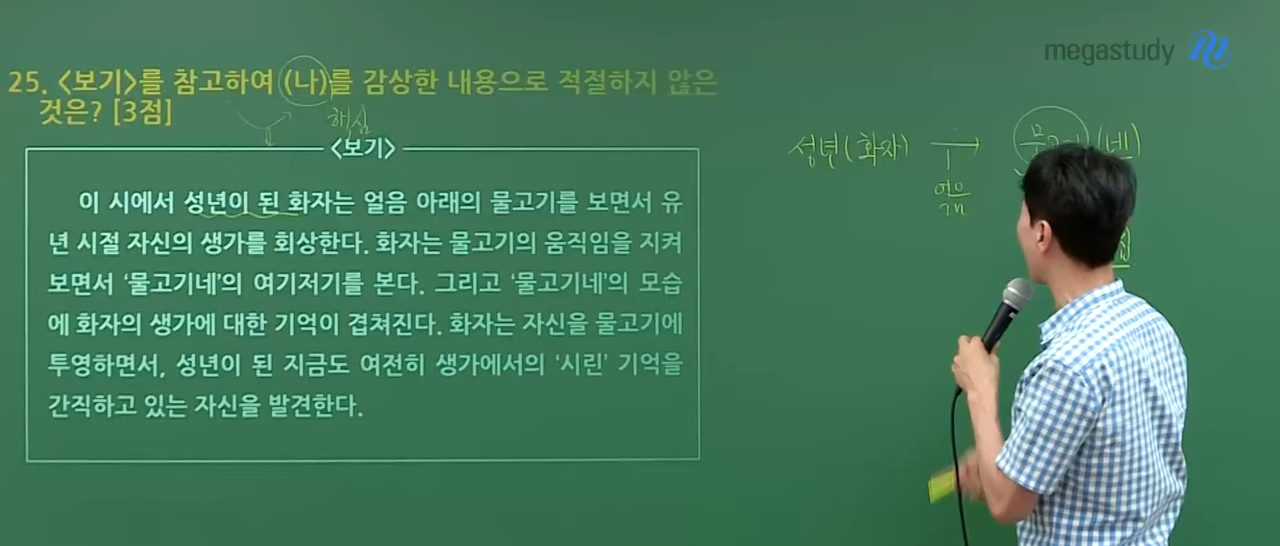 megastudy
25. <보기>를 참고하여 (나)를 감상한 내용으로 적절하지 않은
것은? [3점]
핵심
<보기>
이 시에서 성년이 된 화자는 얼음 아래의 물고기를 보면서 유
년 시절 자신의 생가를 회상한다. 화자는 물고기의 움직임을 지켜
보면서 ‘물고기네’의 여기저기를 본다. 그리고 ‘물고기네’의 모습
에 화자의 생가에 대한 기억이 겹쳐진다. 화자는 자신을 물고기에
투영하면서, 성년이 된 지금도 여전히 생가에서의 ‘시린’ 기억을
간직하고 있는 자신을 발견한다.
성년(화자)
얼음
집